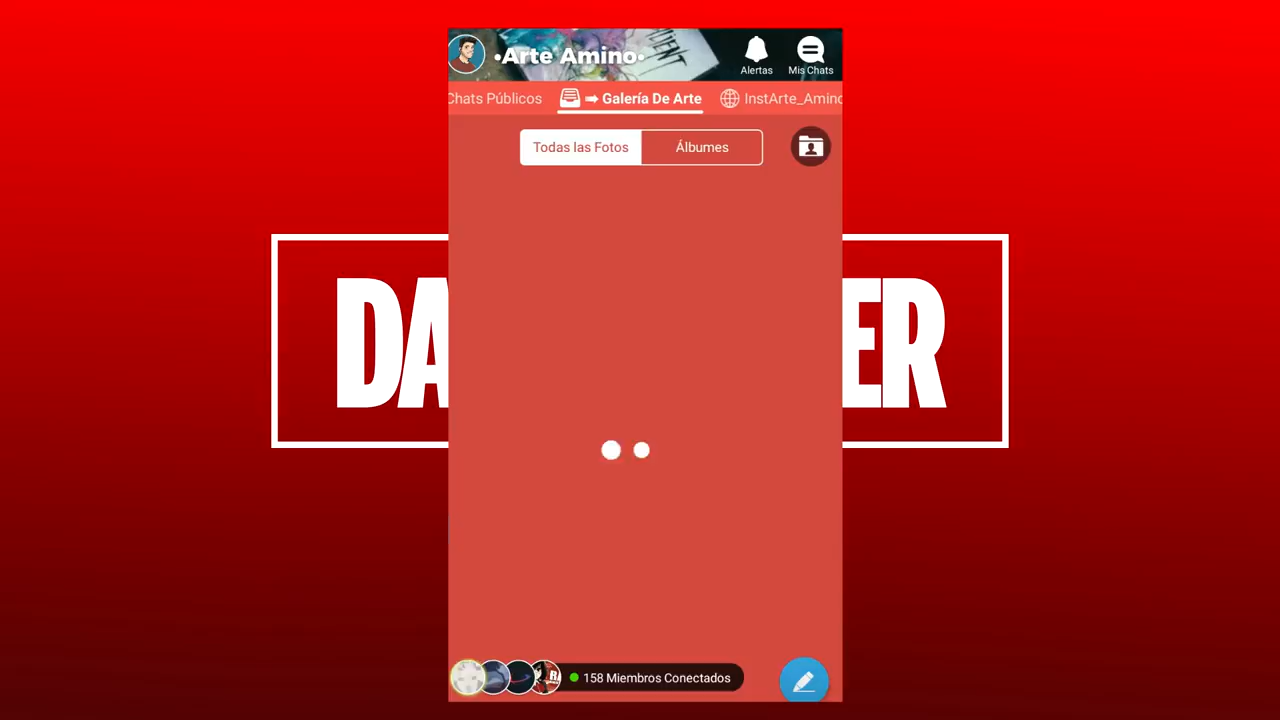 •Arte Amino•
Alertas
Mis Chats
Chats Públicos
➡ Galería De Arte
InstArte_Amino
Todas las Fotos
Álbumes
DA
ER
158 Miembros Conectados